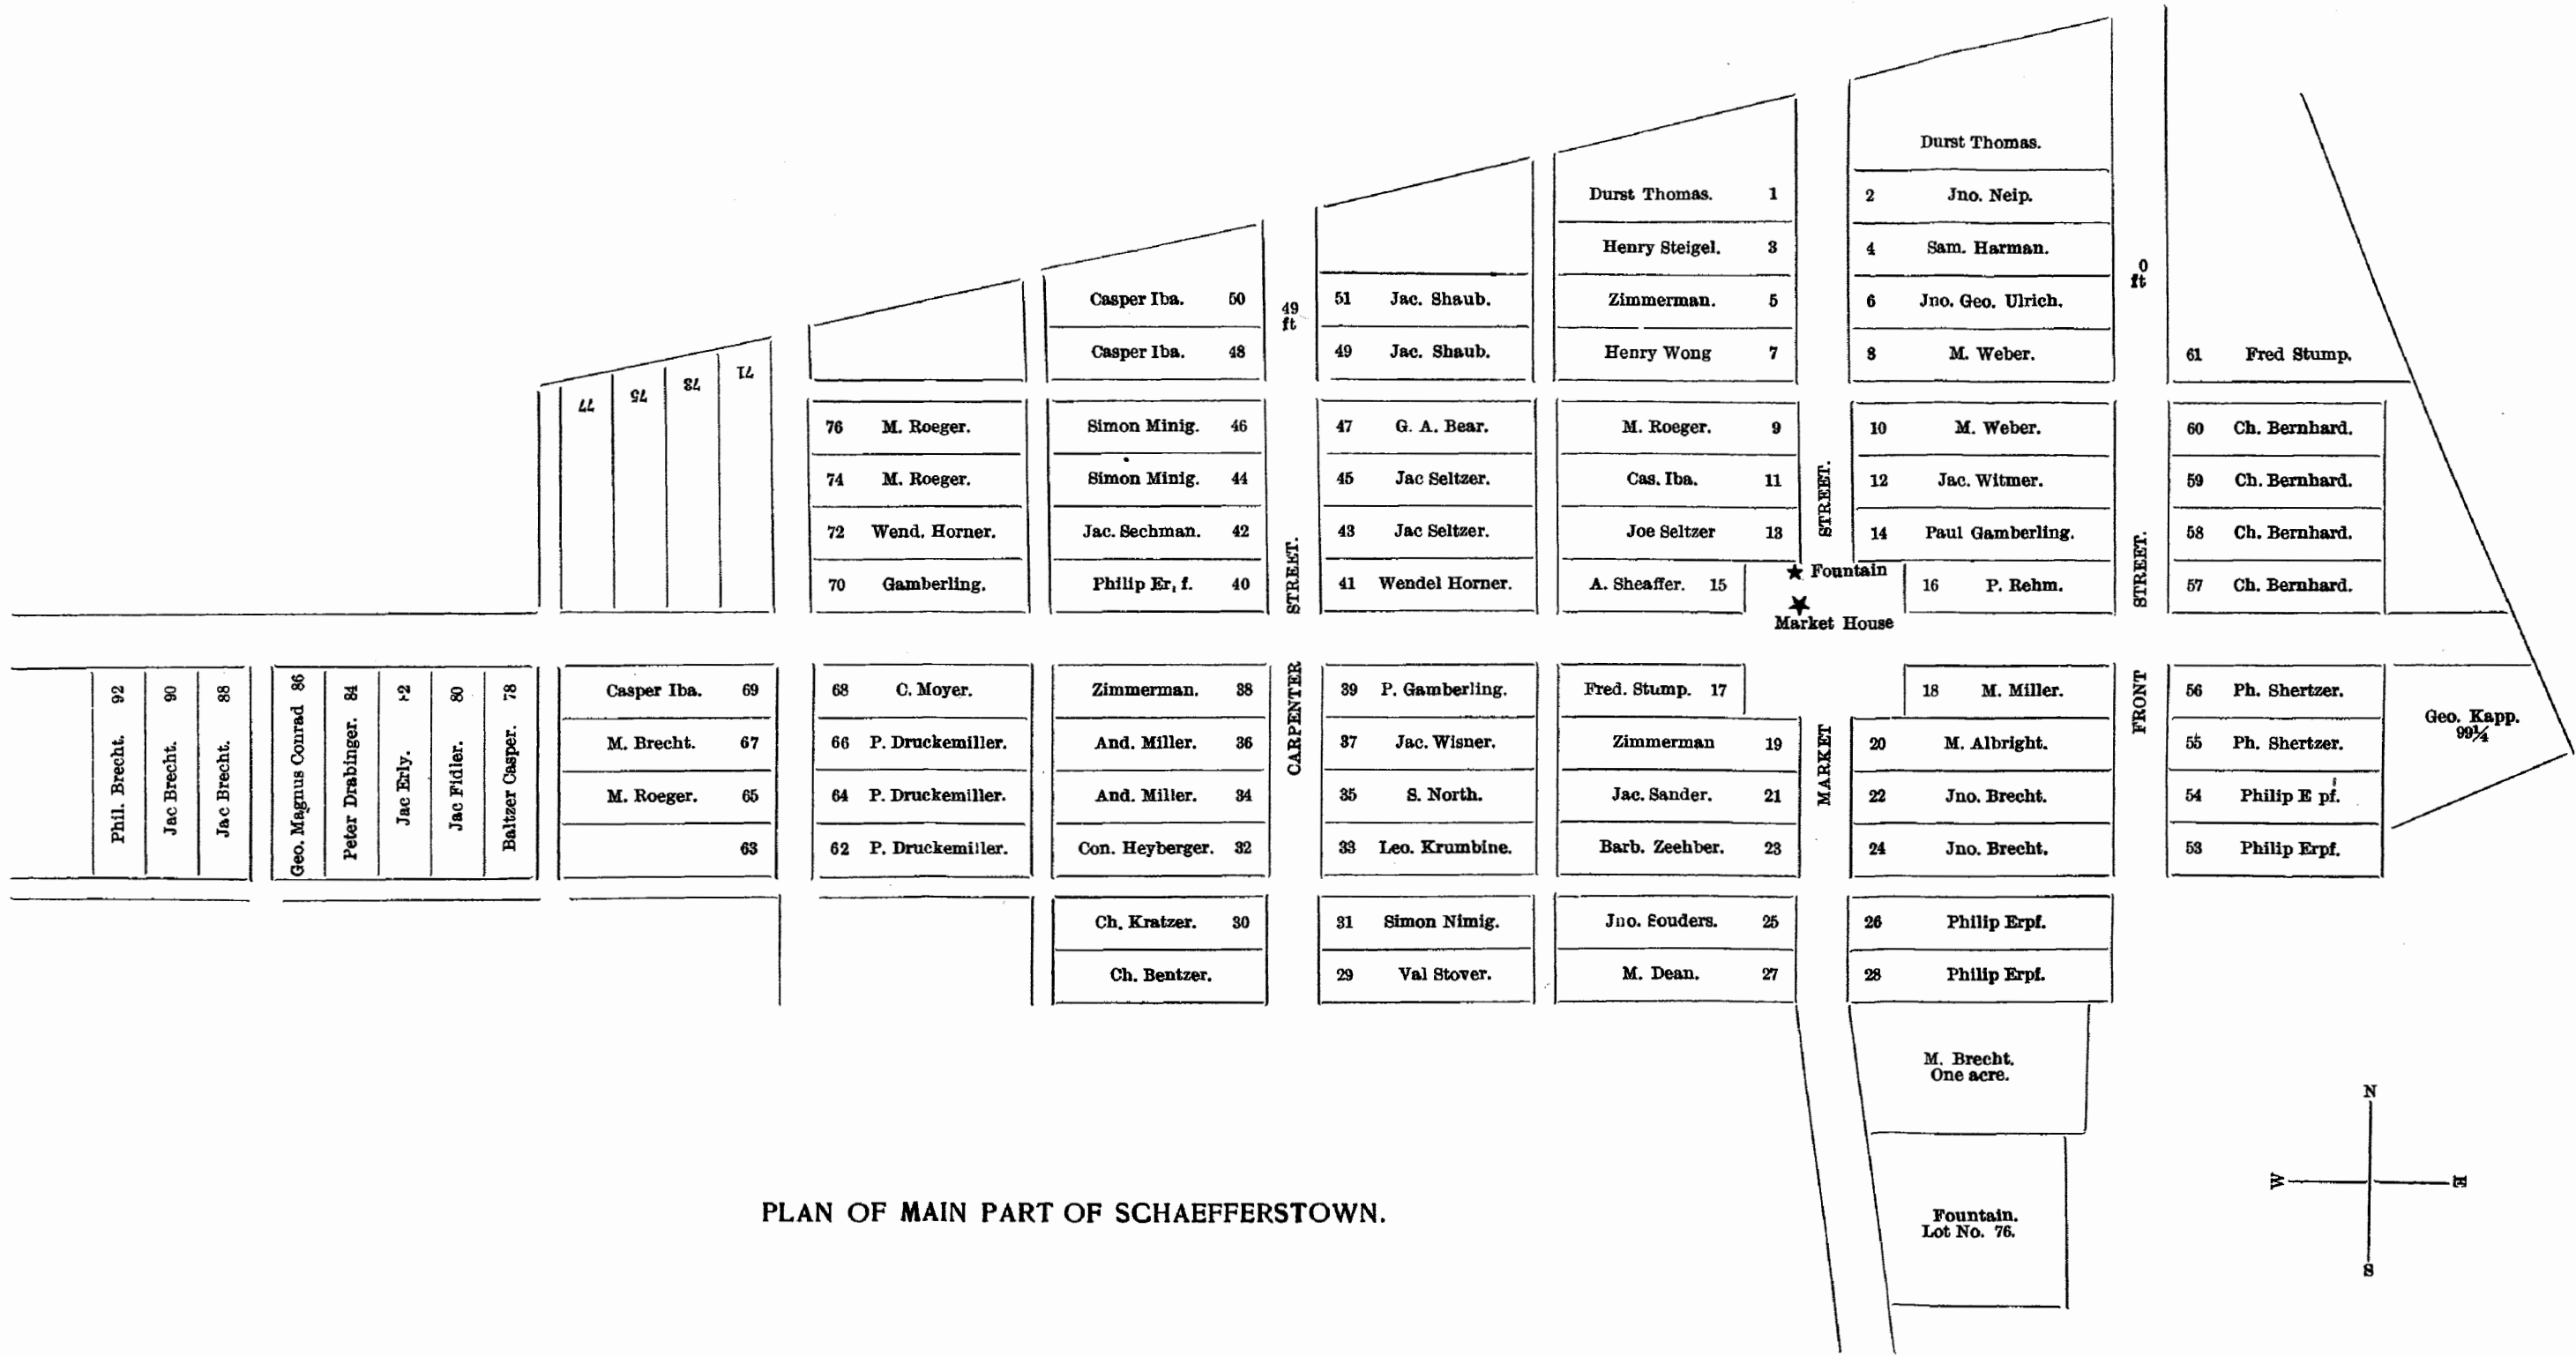 Durst Thomas.
Durst Thomas. 1
2 Jno. Neip.
Henry Steigel. 3
4 Sam. Harman.
0
ft
Casper Iba. 50
49
ft
51 Jac. Shaub.
Zimmerman. 5
6 Jno. Geo. Ulrich.
Casper Iba. 48
49 Jac. Shaub.
Henry Wong 7
8 M. Weber.
61 Fred Stump.
77
75
73
71
76 M. Roeger.
Simon Minig. 46
47 G. A. Bear.
M. Roeger. 9
10 M. Weber.
60 Ch. Bernhard.
74 M. Roeger.
Simon Minig. 44
45 Jac Seltzer.
Cas. Iba. 11
12 Jac. Witmer.
59 Ch. Bernhard.
72 Wend. Horner.
Jac. Sechman. 42
43 Jac Seltzer.
Joe Seltzer 13
14 Paul Gamberling.
58 Ch. Bernhard.
70 Gamberling.
Philip Er, f. 40
41 Wendel Horner.
A. Sheaffer. 15
Fountain
Market House
16 P. Rehm.
57 Ch. Bernhard.
STREET.
STREET.
STREET.
Phil. Brecht. 92
Jac Brecht. 90
Jac Brecht. 88
Geo. Magnus Conrad 86
Peter Drabinger. 84
Jac Erly. 2
Jac Fidler. 80
Baltzer Casper. 78
Casper Iba. 69
68 C. Moyer.
Zimmerman. 38
39 P. Gamberling.
Fred. Stump. 17
18 M. Miller.
56 Ph. Shertzer.
Geo. Kapp.
99¼
M. Brecht. 67
66 P. Druckemiller.
And. Miller. 36
37 Jac. Wisner.
Zimmerman 19
20 M. Albright.
55 Ph. Shertzer.
M. Roeger. 65
64 P. Druckemiller.
And. Miller. 34
35 S. North.
Jac. Sander. 21
22 Jno. Brecht.
54 Philip E pf.
63
62 P. Druckemiller.
Con. Heyberger. 32
33 Leo. Krumbine.
Barb. Zeehber. 23
24 Jno. Brecht.
53 Philip Erpf.
CARPENTER
MARKET
FRONT
Ch. Kratzer. 30
31 Simon Nimig.
Jno. Souders. 25
26 Philip Erpf.
Ch. Bentzer.
29 Val Stover.
M. Dean. 27
28 Philip Erpf.
M. Brecht.
One acre.
Fountain.
Lot No. 76.
N
W E
S
PLAN OF MAIN PART OF SCHAEFFERSTOWN.